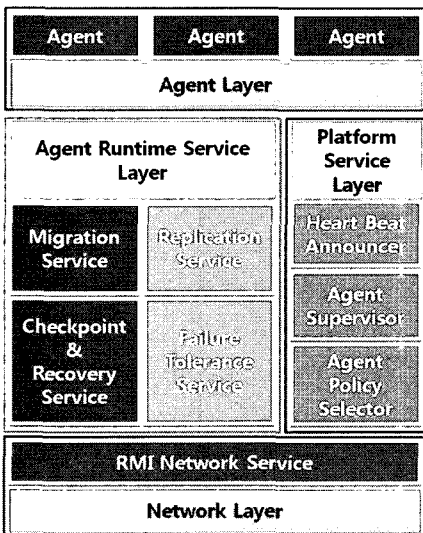 Agent Agent Agent
Agent Layer
Agent Runtime Service
Layer
Migration
Service
Replication
Service
Checkpoint
&
Recovery
Service
Failure
Tolerance
Service
Platform
Service
Layer
Heart Beat
Announcer
Agent
Supervisor
Agent
Policy
Selector
RMI Network Service
Network Layer